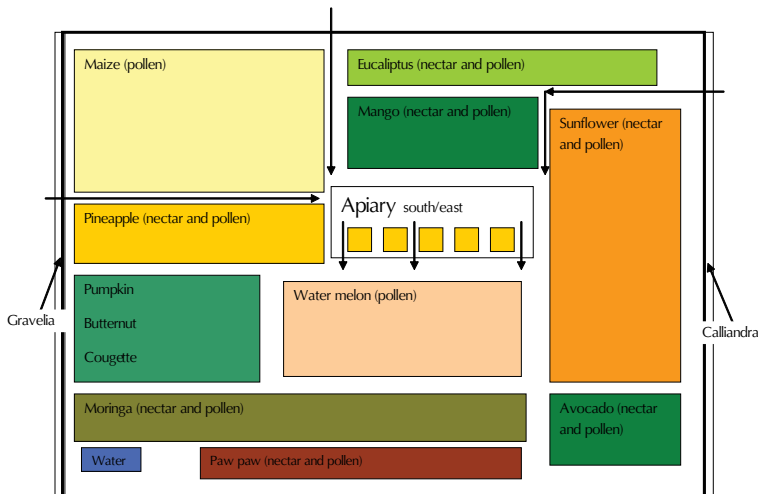 Maize (pollen)
Eucaliptus (nectar and pollen)
Mango (nectar and pollen)
Sunflower (nectar
and pollen)
Apiary south/east
Pineapple (nectar and pollen)
Pumpkin
Butternut
Cougette
Water melon (pollen)
Gravelia
Calliandra
Moringa (nectar and pollen)
Avocado (nectar
and pollen)
Water
Paw paw (nectar and pollen)